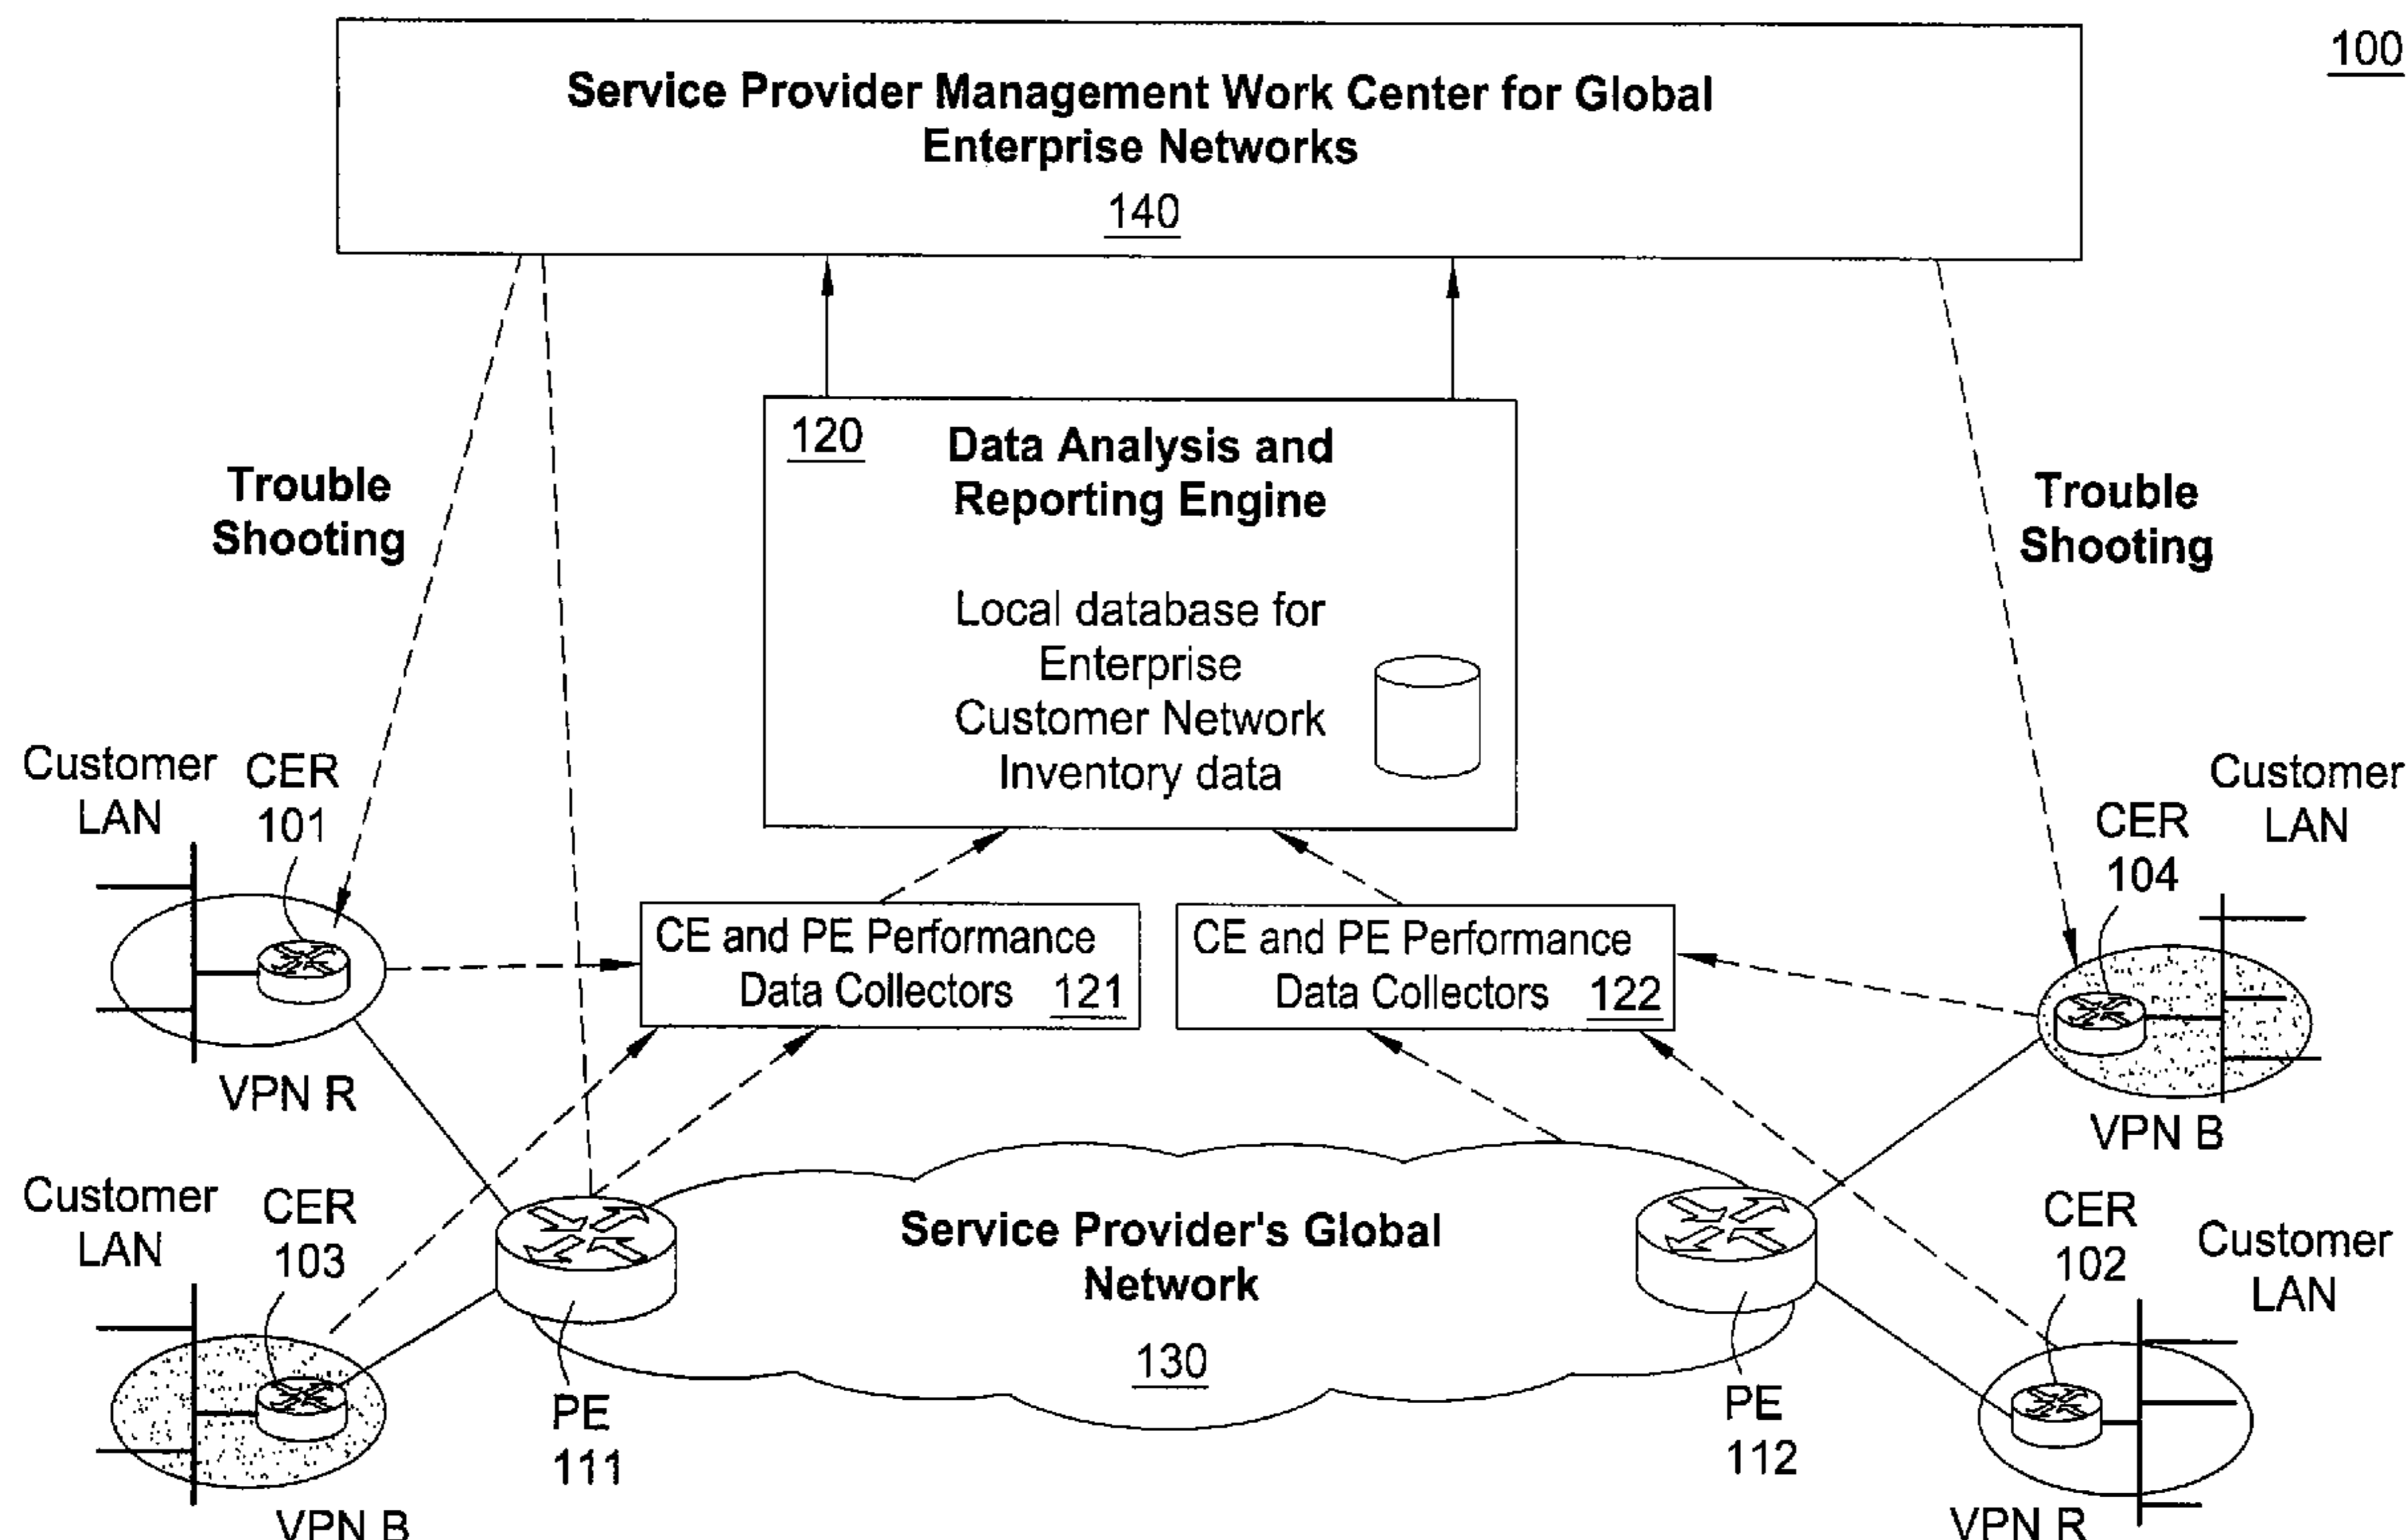 100
Service Provider Management Work Center for Global
Enterprise Networks
140
120
Data Analysis and
Reporting Engine
Local database for
Enterprise
Customer Network
Inventory data
Trouble
Shooting
Trouble
Shooting
Customer
LAN
CER
101
VPN R
CE and PE Performance
Data Collectors 121
CE and PE Performance
Data Collectors 122
CER
104
Customer
LAN
VPN B
Customer
LAN
CER
103
VPN B
PE
111
Service Provider's Global
Network
130
PE
112
CER
102
Customer
LAN
VPN R